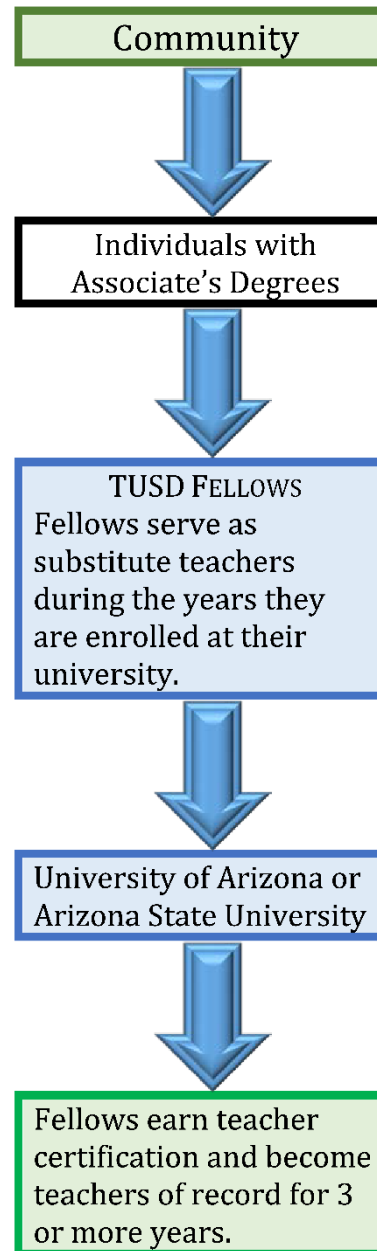 Community
Individuals with
Associate’s Degrees
TUSD FELLOWS
Fellows serve as
substitute teachers
during the years they
are enrolled at their
university.
University of Arizona or
Arizona State University
Fellows earn teacher
certification and become
teachers of record for 3
or more years.